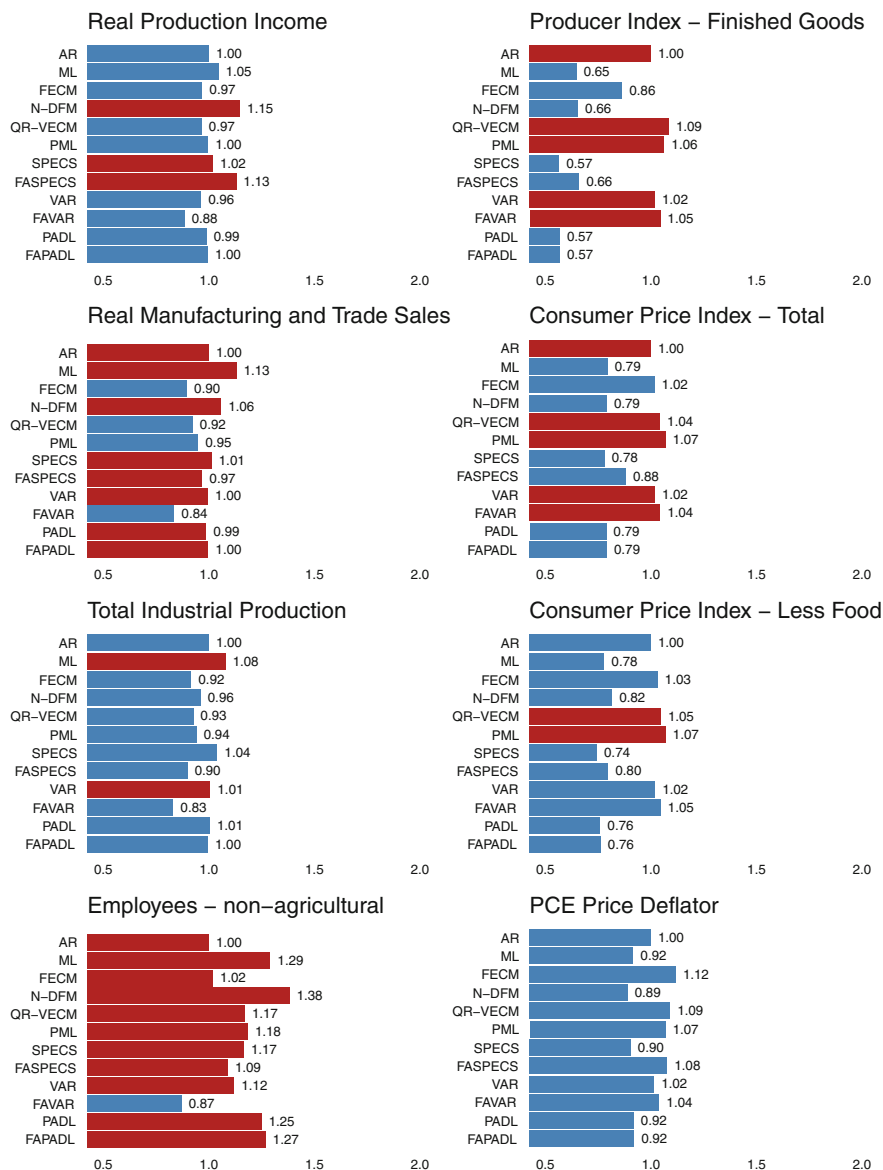 Real Production Income
AR 1.00
ML 1.05
FECM 0.97
N−DFM 1.15
QR−VECM 0.97
PML 1.00
SPECS 1.02
FASPECS 1.13
VAR 0.96
FAVAR 0.88
PADL 0.99
FAPADL 1.00
0.5 1.0 1.5 2.0
Producer Index − Finished Goods
AR 1.00
ML 0.65
FECM 0.86
N−DFM 0.66
QR−VECM 1.09
PML 1.06
SPECS 0.57
FASPECS 0.66
VAR 1.02
FAVAR 1.05
PADL 0.57
FAPADL 0.57
0.5 1.0 1.5 2.0
Real Manufacturing and Trade Sales
AR 1.00
ML 1.13
FECM 0.90
N−DFM 1.06
QR−VECM 0.92
PML 0.95
SPECS 1.01
FASPECS 0.97
VAR 1.00
FAVAR 0.84
PADL 0.99
FAPADL 1.00
0.5 1.0 1.5 2.0
Consumer Price Index − Total
AR 1.00
ML 0.79
FECM 1.02
N−DFM 0.79
QR−VECM 1.04
PML 1.07
SPECS 0.78
FASPECS 0.88
VAR 1.02
FAVAR 1.04
PADL 0.79
FAPADL 0.79
0.5 1.0 1.5 2.0
Total Industrial Production
AR 1.00
ML 1.08
FECM 0.92
N−DFM 0.96
QR−VECM 0.93
PML 0.94
SPECS 1.04
FASPECS 0.90
VAR 1.01
FAVAR 0.83
PADL 1.01
FAPADL 1.00
0.5 1.0 1.5 2.0
Consumer Price Index − Less Food
AR 1.00
ML 0.78
FECM 1.03
N−DFM 0.82
QR−VECM 1.05
PML 1.07
SPECS 0.74
FASPECS 0.80
VAR 1.02
FAVAR 1.05
PADL 0.76
FAPADL 0.76
0.5 1.0 1.5 2.0
Employees − non−agricultural
AR 1.00
ML 1.29
FECM 1.02
N−DFM 1.38
QR−VECM 1.17
PML 1.18
SPECS 1.17
FASPECS 1.09
VAR 1.12
FAVAR 0.87
PADL 1.25
FAPADL 1.27
0.5 1.0 1.5 2.0
PCE Price Deflator
AR 1.00
ML 0.92
FECM 1.12
N−DFM 0.89
QR−VECM 1.09
PML 1.07
SPECS 0.90
FASPECS 1.08
VAR 1.02
FAVAR 1.04
PADL 0.92
FAPADL 0.92
0.5 1.0 1.5 2.0